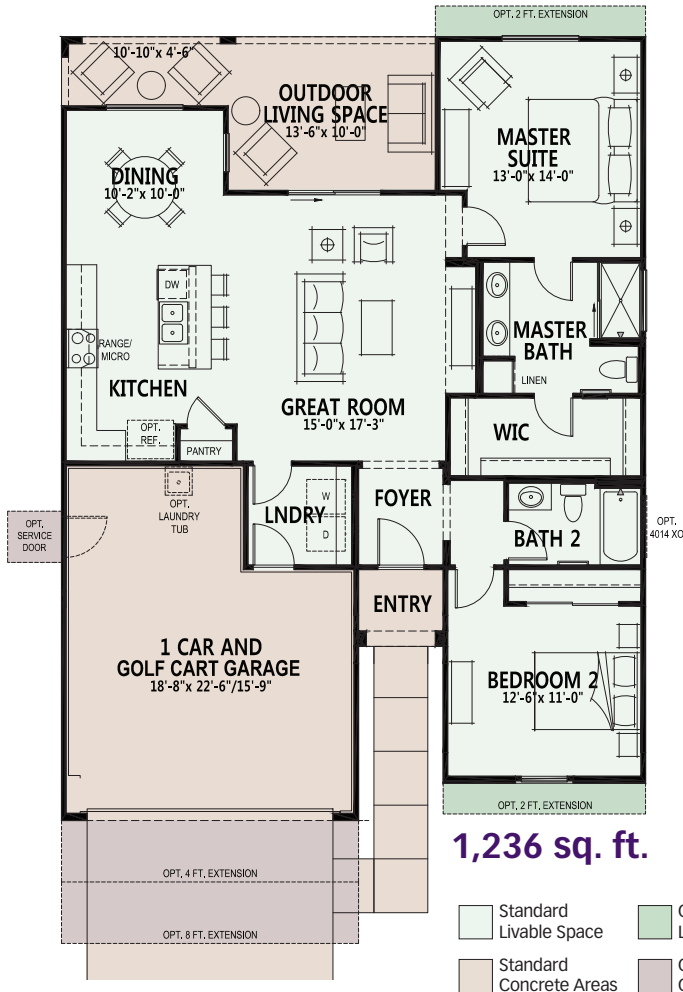 OPT. 2 FT. EXTENSION
10'-10"x 4'-6"
OUTDOOR
LIVING SPACE
13'-6"x 10'-0"
MASTER
SUITE
13'-0"x 14'-0"
DINING
10'-2"x 10'-0"
DW
RANGE/
MICRO
MASTER
BATH
LINEN
KITCHEN
GREAT ROOM
15'-0"x 17'-3"
OPT.
REF.
PANTRY
WIC
OPT.
LAUNDRY
TUB
LNDRY
W
D
FOYER
BATH 2
OPT.
4014 XO
OPT.
SERVICE
DOOR
ENTRY
1 CAR AND
GOLF CART GARAGE
18'-8"x 22'-6"/15'-9"
BEDROOM 2
12'-6"x 11'-0"
OPT. 2 FT. EXTENSION
1,236 sq. ft.
OPT. 4 FT. EXTENSION
OPT. 8 FT. EXTENSION
Standard
Livable Space
Standard
Concrete Areas